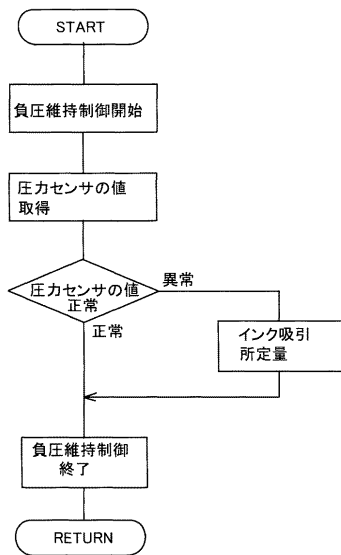 START
負圧維持制御開始
圧力センサの値
取得
圧力センサの値
正常
異常
正常
インク吸引
所定量
負圧維持制御
終了
RETURN